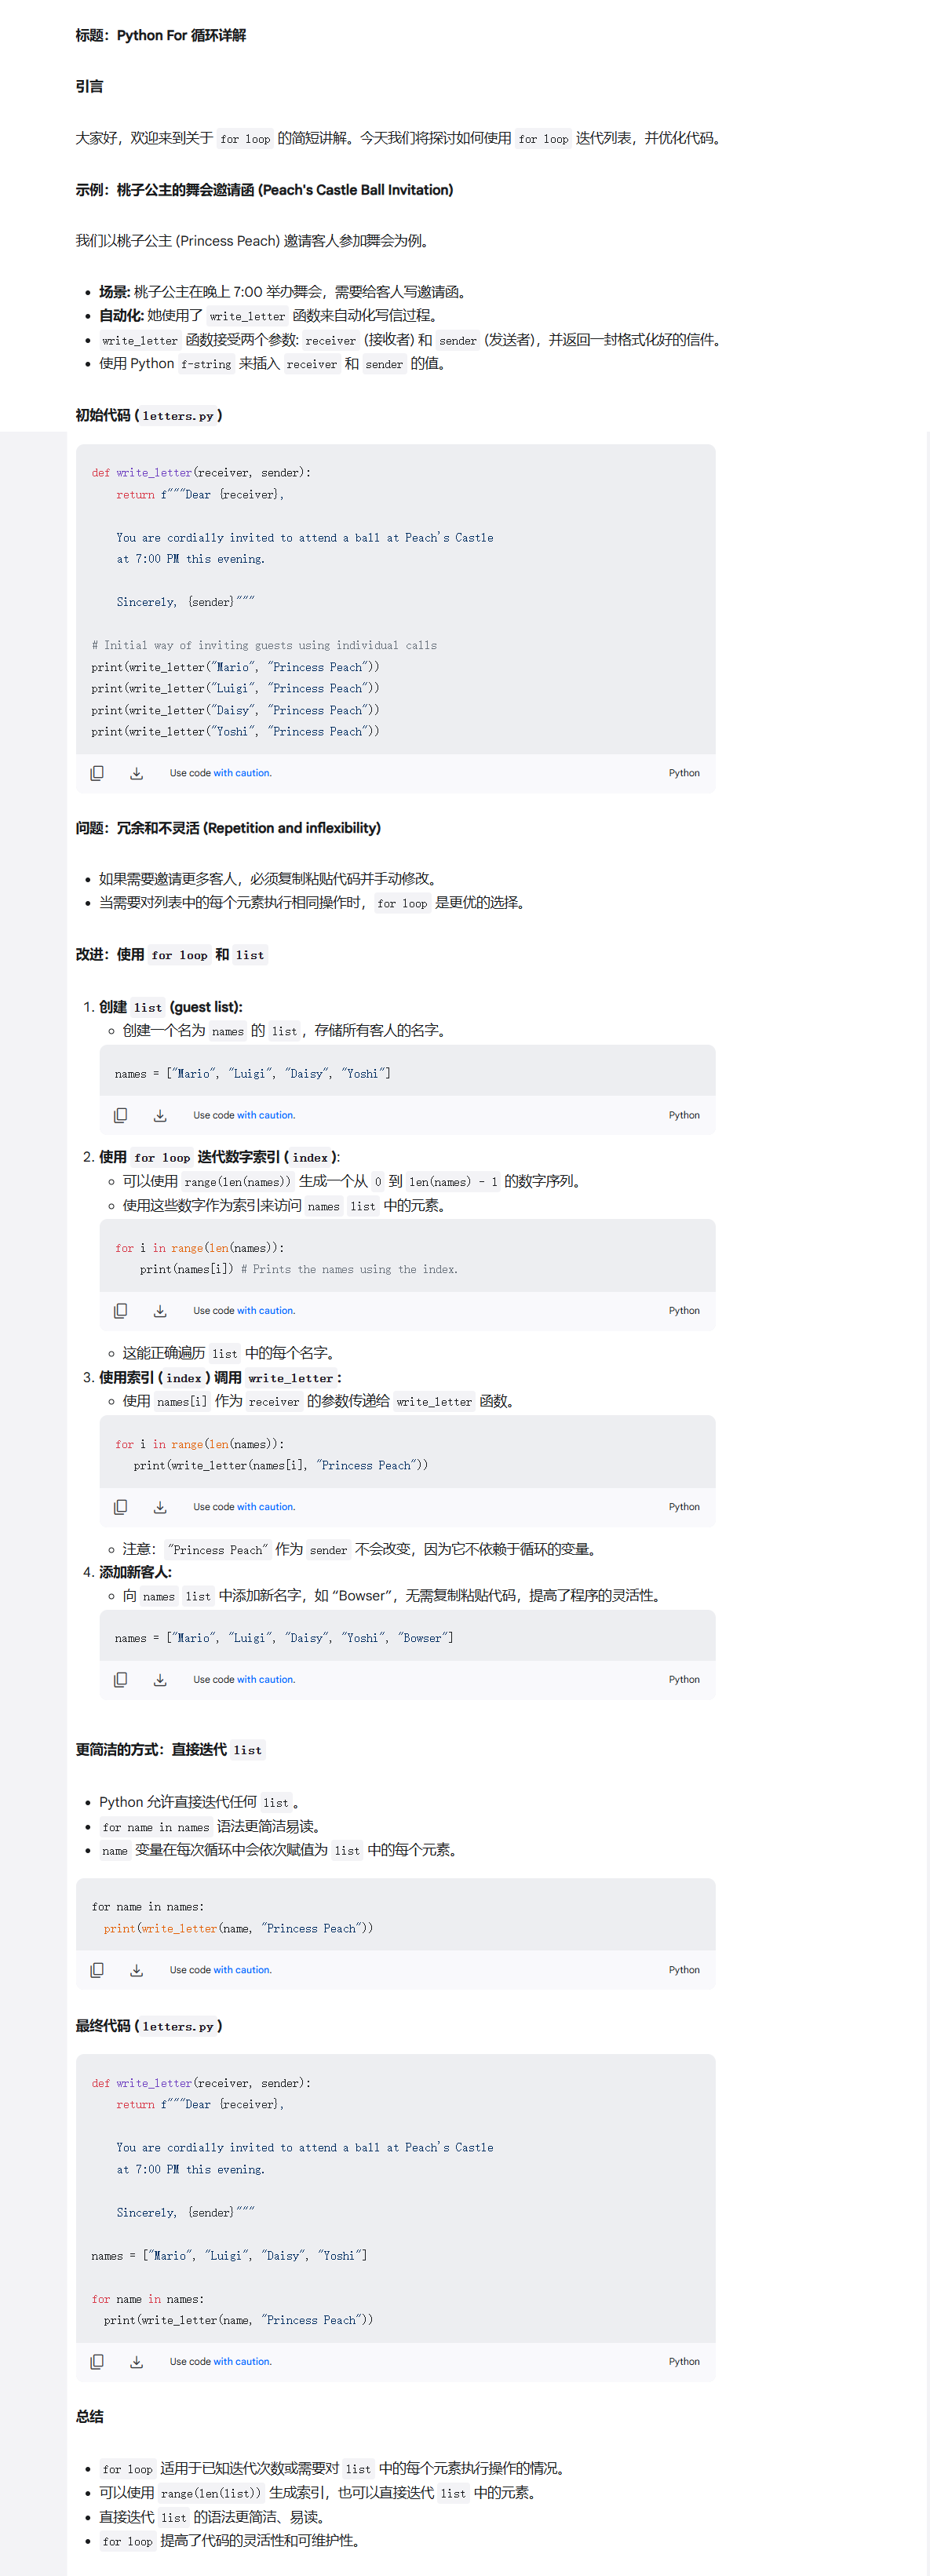 标题：Python For 循环详解
引言
大家好，欢迎来到关于 for loop 的简短讲解。今天我们将探讨如何使用 for loop 迭代列表，并优化代码。
示例：桃子公主的舞会邀请函 (Peach's Castle Ball Invitation)
我们以桃子公主 (Princess Peach) 邀请客人参加舞会为例。
• 场景: 桃子公主在晚上 7:00 举办舞会，需要给客人写邀请函。
• 自动化: 她使用了 write_letter 函数来自动化写信过程。
• write_letter 函数接受两个参数: receiver (接收者) 和 sender (发送者)，并返回一封格式化好的信件。
• 使用 Python f-string 来插入 receiver 和 sender 的值。
初始代码 (letters.py)
def write_letter(receiver, sender):
    return f"""Dear {receiver},
    You are cordially invited to attend a ball at Peach's Castle
    at 7:00 PM this evening.
    Sincerely, {sender}"""
# Initial way of inviting guests using individual calls
print(write_letter("Mario", "Princess Peach"))
print(write_letter("Luigi", "Princess Peach"))
print(write_letter("Daisy", "Princess Peach"))
print(write_letter("Yoshi", "Princess Peach"))
Use code with caution. Python
问题：冗余和不灵活 (Repetition and inflexibility)
• 如果需要邀请更多客人，必须复制粘贴代码并手动修改。
• 当需要对列表中的每个元素执行相同操作时，for loop 是更优的选择。
改进：使用 for loop 和 list
1. 创建 list (guest list):
◦ 创建一个名为 names 的 list，存储所有客人的名字。
names = ["Mario", "Luigi", "Daisy", "Yoshi"]
Use code with caution. Python
2. 使用 for loop 迭代数字索引 (index):
◦ 可以使用 range(len(names)) 生成一个从 0 到 len(names) - 1 的数字序列。
◦ 使用这些数字作为索引来访问 names list 中的元素。
for i in range(len(names)):
    print(names[i]) # Prints the names using the index.
Use code with caution. Python
◦ 这能正确遍历 list 中的每个名字。
3. 使用索引 (index) 调用 write_letter:
◦ 使用 names[i] 作为 receiver 的参数传递给 write_letter 函数。
for i in range(len(names)):
   print(write_letter(names[i], "Princess Peach"))
Use code with caution. Python
◦ 注意："Princess Peach" 作为 sender 不会改变，因为它不依赖于循环的变量。
4. 添加新客人:
◦ 向 names list 中添加新名字，如 “Bowser”，无需复制粘贴代码，提高了程序的灵活性。
names = ["Mario", "Luigi", "Daisy", "Yoshi", "Bowser"]
Use code with caution. Python
更简洁的方式：直接迭代 list
• Python 允许直接迭代任何 list。
• for name in names 语法更简洁易读。
• name 变量在每次循环中会依次赋值为 list 中的每个元素。
for name in names:
  print(write_letter(name, "Princess Peach"))
Use code with caution. Python
最终代码 (letters.py)
def write_letter(receiver, sender):
    return f"""Dear {receiver},
    You are cordially invited to attend a ball at Peach's Castle
    at 7:00 PM this evening.
    Sincerely, {sender}"""
names = ["Mario", "Luigi", "Daisy", "Yoshi"]
for name in names:
  print(write_letter(name, "Princess Peach"))
Use code with caution. Python
总结
• for loop 适用于已知迭代次数或需要对 list 中的每个元素执行操作的情况。
• 可以使用 range(len(list)) 生成索引，也可以直接迭代 list 中的元素。
• 直接迭代 list 的语法更简洁、易读。
• for loop 提高了代码的灵活性和可维护性。